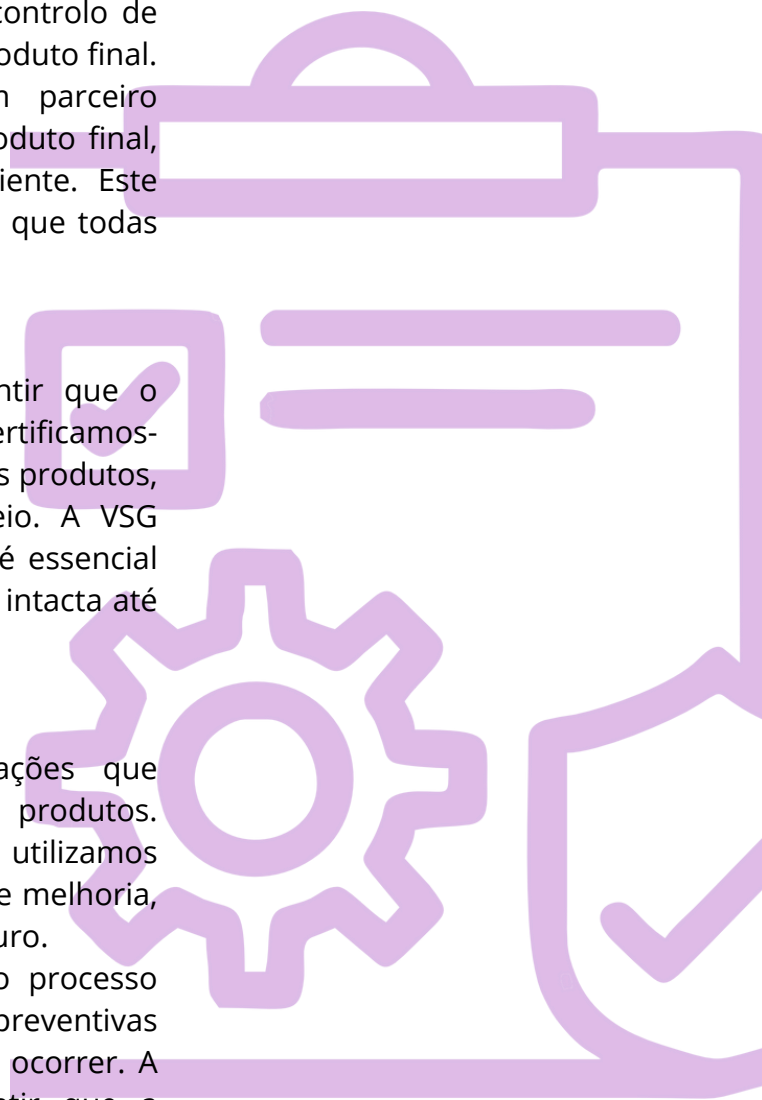 controlo de
oduto final.
parceiro
oduto final,
iente. Este
que todas
ntir que o
ertificamos-
s produtos,
eio. A VSG
é essencial
intacta até
ações que
produtos.
utilizamos
e melhoria,
uro.
o processo
preventivas
ocorrer. A